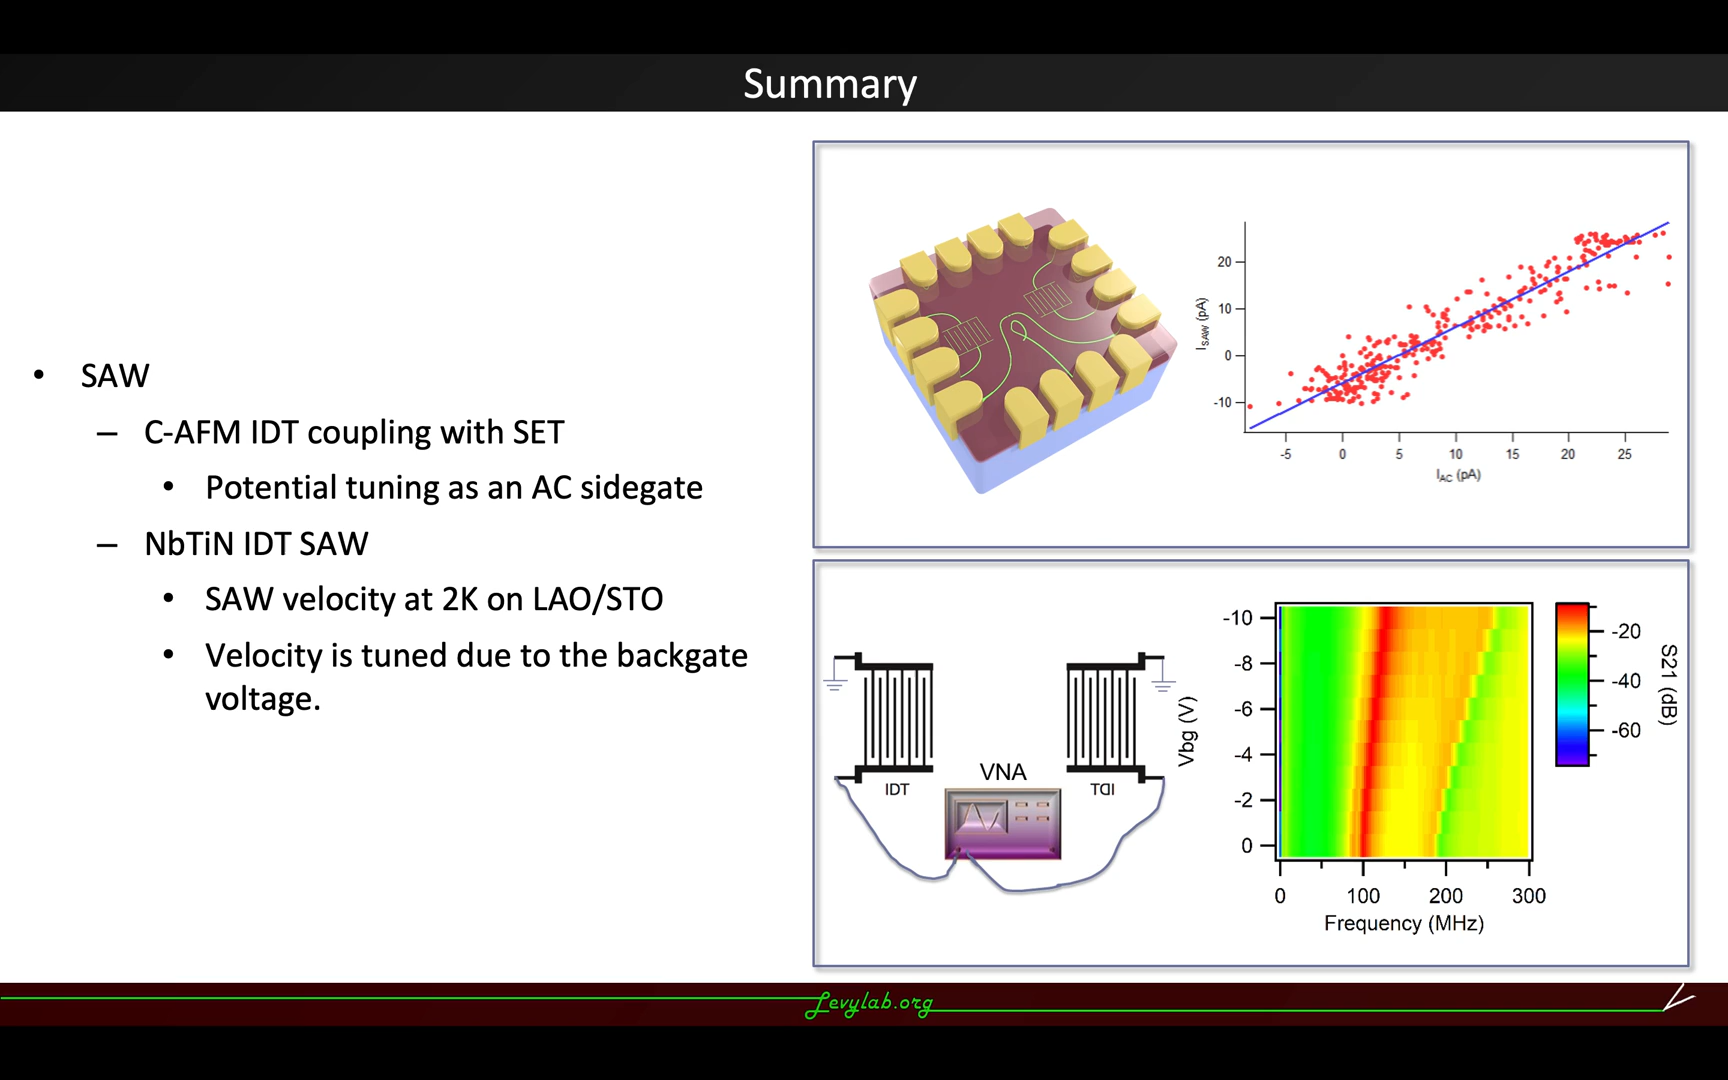 Summary
• SAW
– C-AFM IDT coupling with SET
• Potential tuning as an AC sidegate
– NbTiN IDT SAW
• SAW velocity at 2K on LAO/STO
• Velocity is tuned due to the backgate
voltage.
I_SAW (pA)
20
10
0
-10
-5 0 5 10 15 20 25
I_AC (pA)
IDT
VNA
IDT
Vbg (V)
-10
-8
-6
-4
-2
0
0 100 200 300
Frequency (MHz)
-20
-40
-60
S21 (dB)
Levylab.org